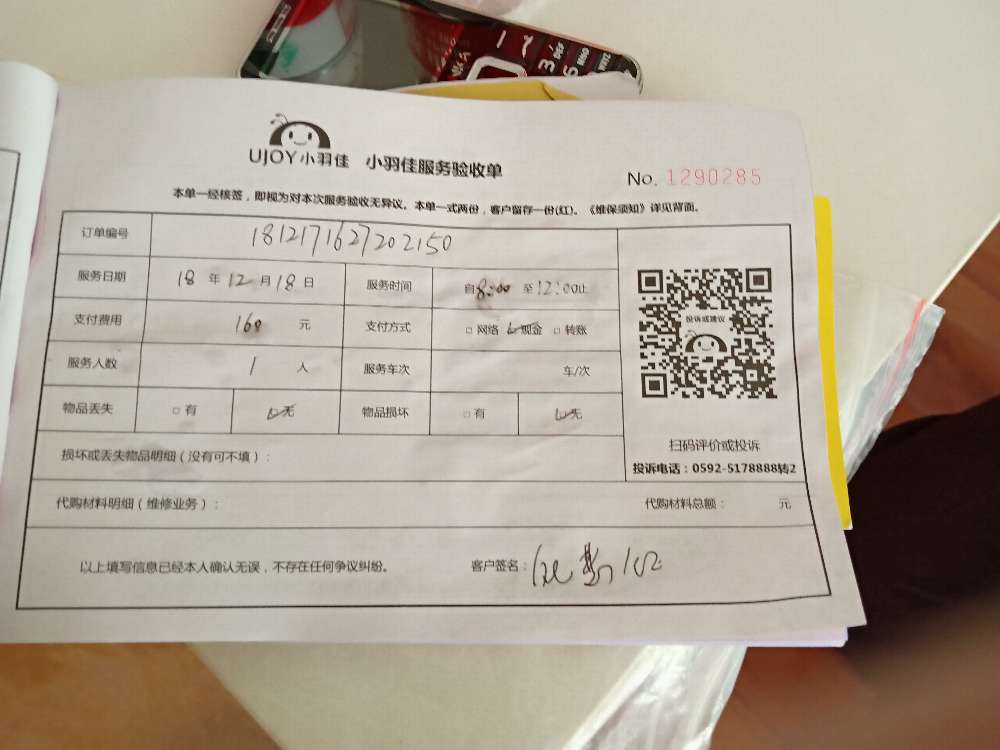 UJOY小羽佳 小羽佳服务验收单
No. 1290285
本单一经核签，即视为对本次服务验收无异议。本单一式两份，客户留存一份(红)。《维保须知》详见背面。
订单编号 1812171627202150
服务日期 18 年 12 月 18 日 服务时间 自8:00 至12:00止
支付费用 160 元 支付方式 □ 网络 ☑ 现金 □ 转账
服务人数 1 人 服务车次 车/次
物品丢失 □ 有 ☑ 无 物品损坏 □ 有 ☑ 无
投诉或建议
扫码评价或投诉
投诉电话：0592-5178888转2
损坏或丢失物品明细（没有可不填）：
代购材料明细（维修业务）： 代购材料总额： 元
以上填写信息已经本人确认无误，不存在任何争议纠纷。 客户签名：